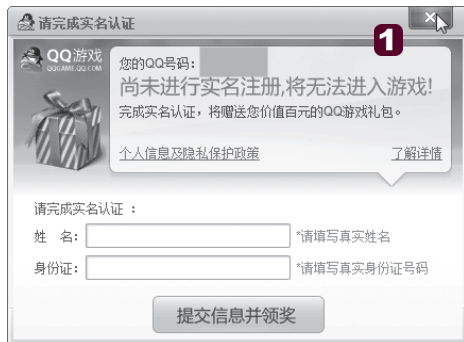 请完成实名认证
1
QQ游戏
QQGAME.QQ.COM
您的QQ号码:
尚未进行实名注册,将无法进入游戏!
完成实名认证，将赠送您价值百元的QQ游戏礼包。
个人信息及隐私保护政策 了解详情
请完成实名认证：
姓 名: *请填写真实姓名
身份证: *请填写真实身份证号码
提交信息并领奖